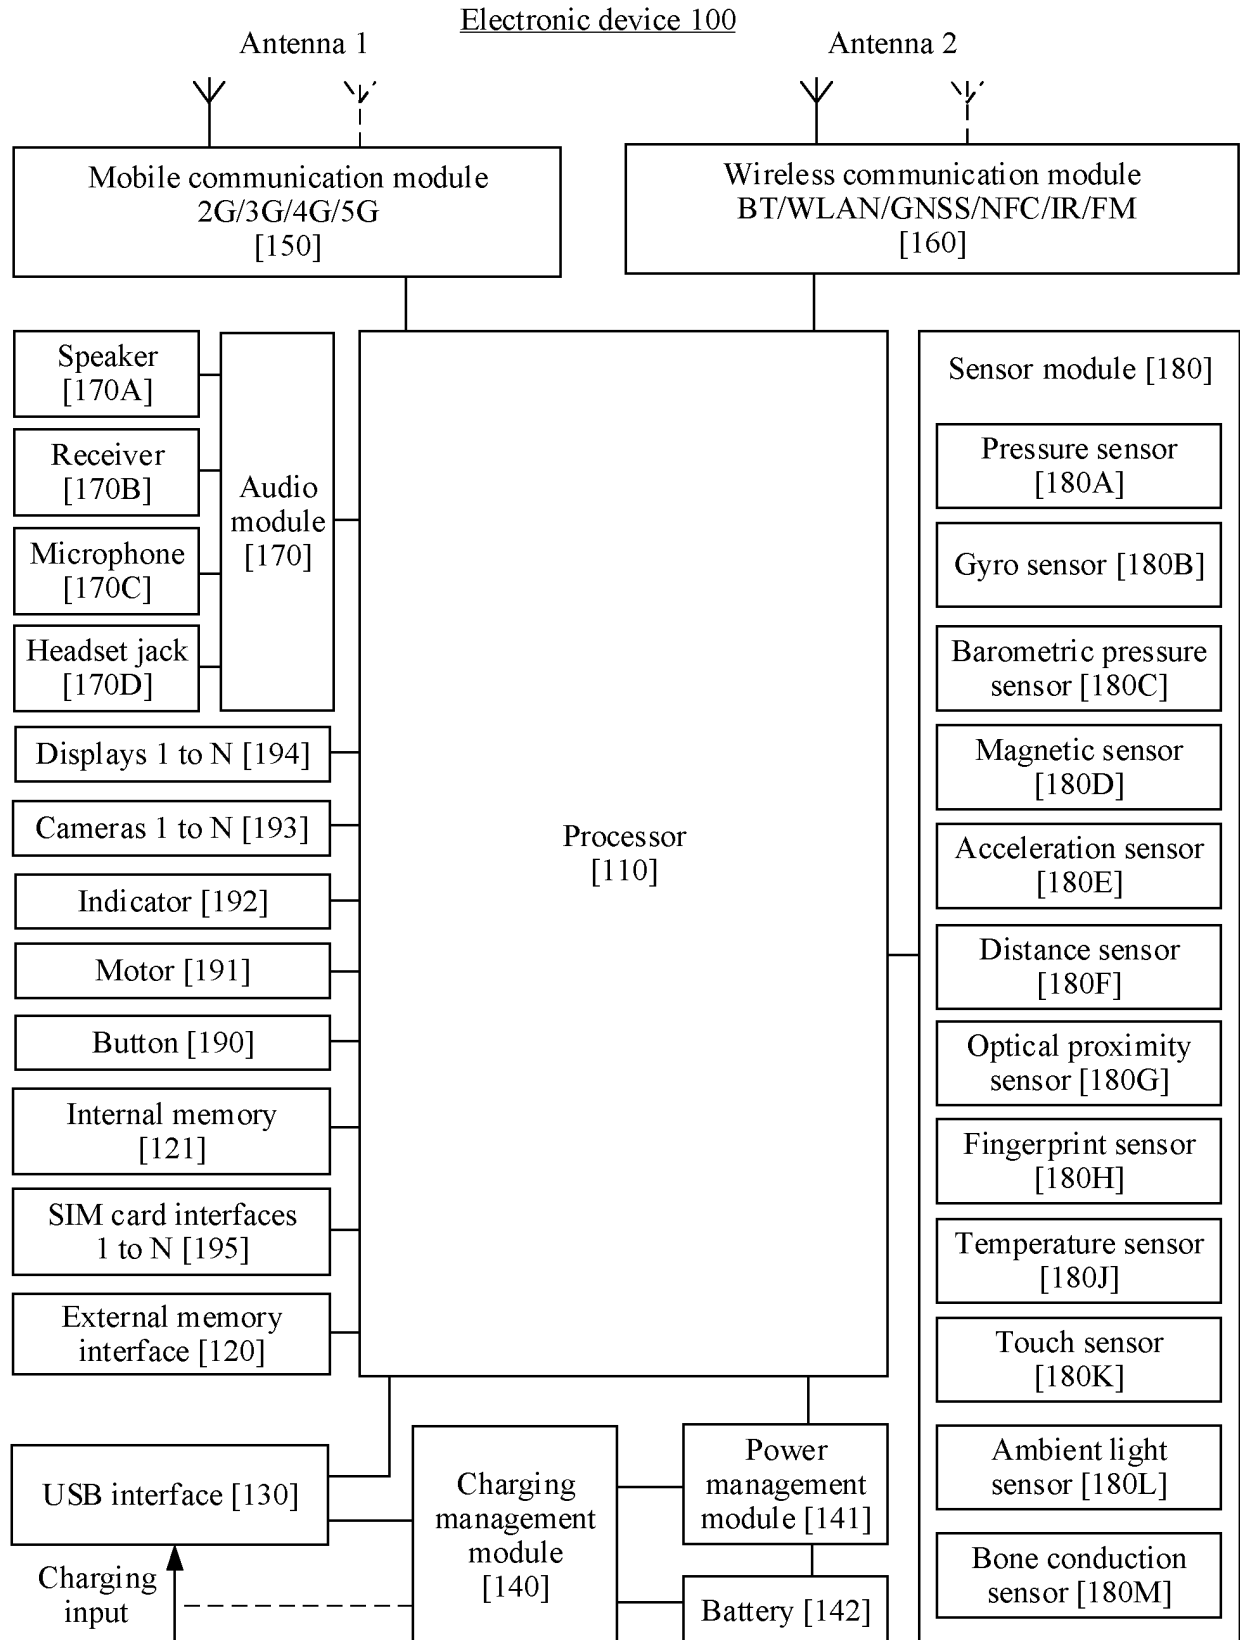 Electronic device 100
Antenna 1
Antenna 2
Mobile communication module
2G/3G/4G/5G
[150]
Wireless communication module
BT/WLAN/GNSS/NFC/IR/FM
[160]
Speaker
[170A]
Receiver
[170B]
Microphone
[170C]
Headset jack
[170D]
Audio
module
[170]
Displays 1 to N [194]
Cameras 1 to N [193]
Indicator [192]
Motor [191]
Button [190]
Internal memory
[121]
SIM card interfaces
1 to N [195]
External memory
interface [120]
Processor
[110]
Sensor module [180]
Pressure sensor
[180A]
Gyro sensor [180B]
Barometric pressure
sensor [180C]
Magnetic sensor
[180D]
Acceleration sensor
[180E]
Distance sensor
[180F]
Optical proximity
sensor [180G]
Fingerprint sensor
[180H]
Temperature sensor
[180J]
Touch sensor
[180K]
Ambient light
sensor [180L]
Bone conduction
sensor [180M]
USB interface [130]
Charging
input
Charging
management
module
[140]
Power
management
module [141]
Battery [142]